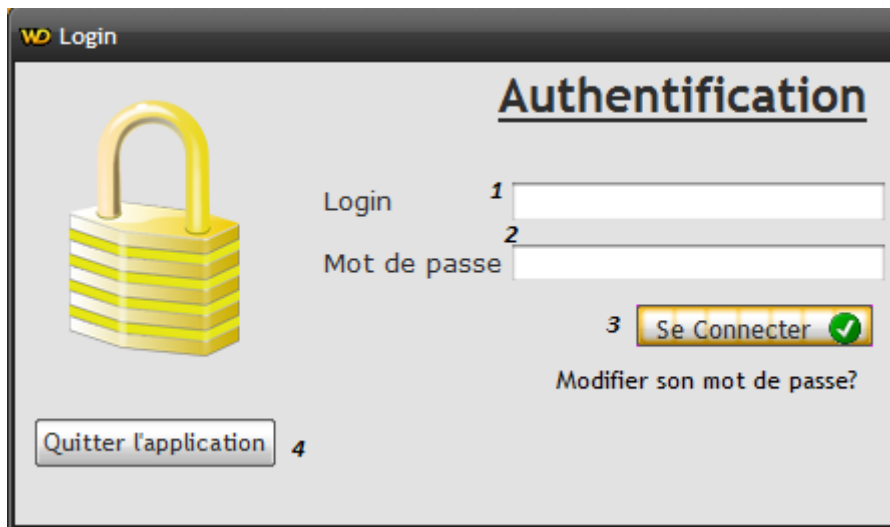 WD Login
Authentification
Login 1
2
Mot de passe
3 Se Connecter
Modifier son mot de passe?
Quitter l'application 4